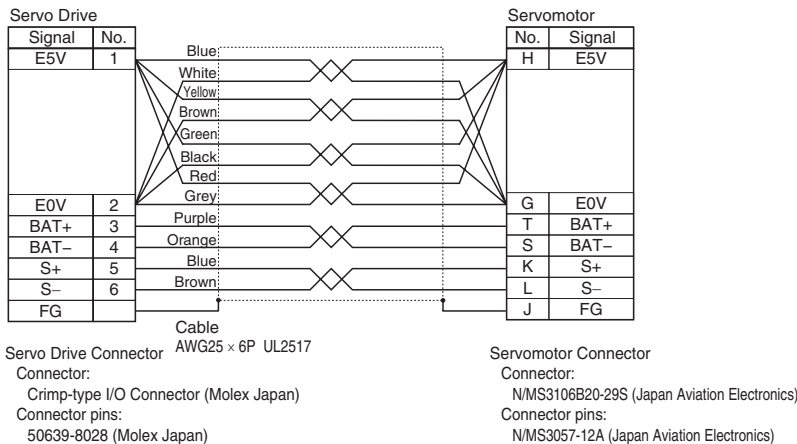 Servo Drive
Servomotor
Signal No.
No. Signal
E5V 1
Blue
H E5V
White
Yellow
Brown
Green
Black
Red
Grey
E0V 2
G E0V
Purple
BAT+ 3
T BAT+
Orange
BAT− 4
S BAT−
Blue
S+ 5
K S+
Brown
S− 6
L S−
FG
J FG
Cable
AWG25 × 6P UL2517
Servo Drive Connector
Connector:
Crimp-type I/O Connector (Molex Japan)
Connector pins:
50639-8028 (Molex Japan)
Servomotor Connector
Connector:
N/MS3106B20-29S (Japan Aviation Electronics)
Connector pins:
N/MS3057-12A (Japan Aviation Electronics)